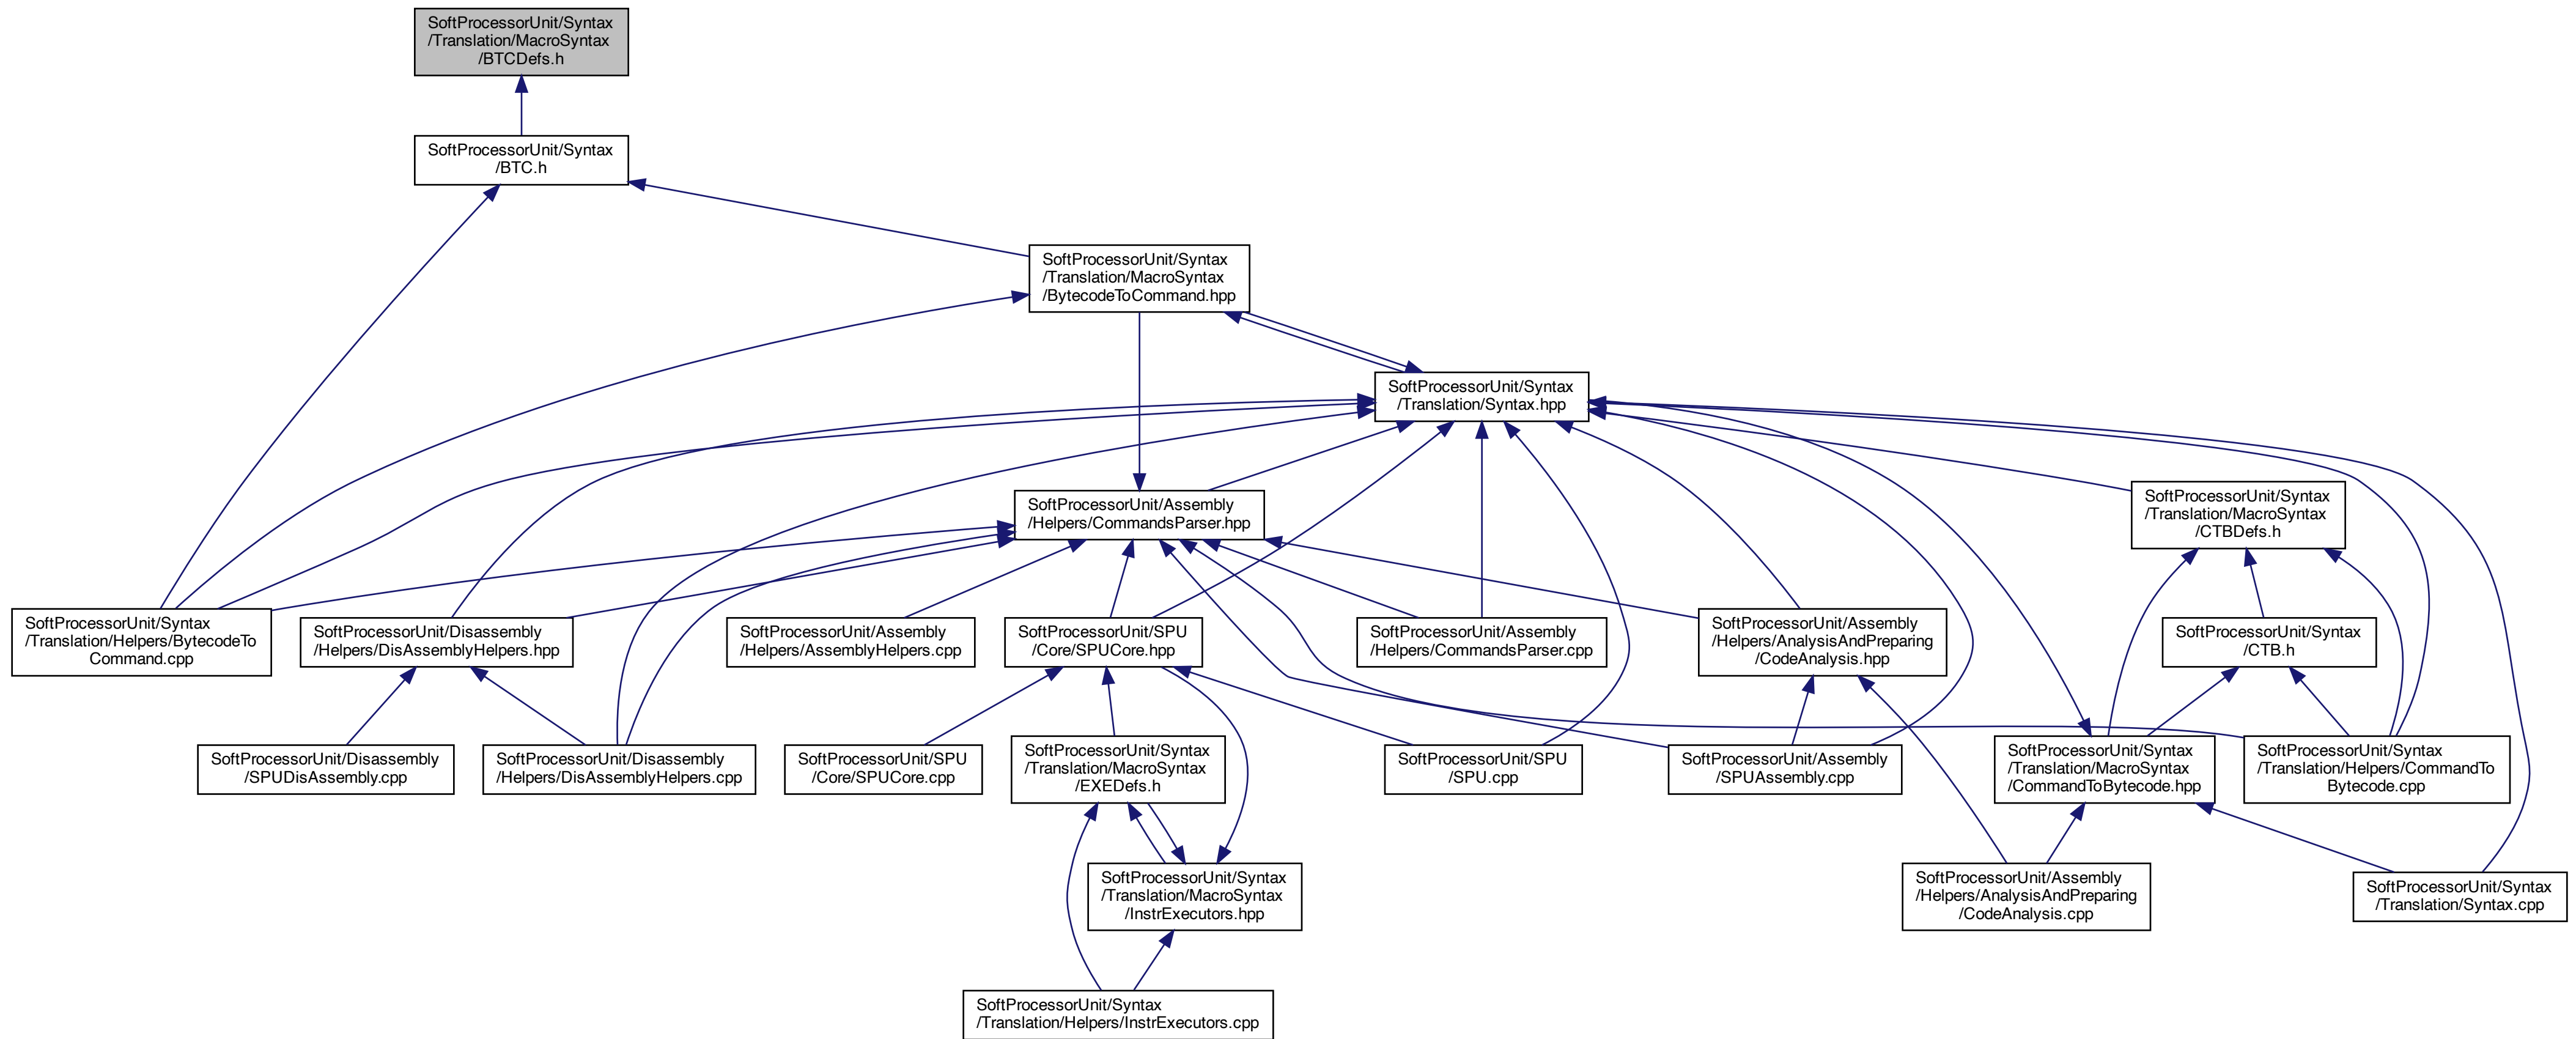 SoftProcessorUnit/Syntax
/Translation/MacroSyntax
/BTCDefs.h
SoftProcessorUnit/Syntax
/BTC.h
SoftProcessorUnit/Syntax
/Translation/MacroSyntax
/BytecodeToCommand.hpp
SoftProcessorUnit/Syntax
/Translation/Syntax.hpp
SoftProcessorUnit/Assembly
/Helpers/CommandsParser.hpp
SoftProcessorUnit/Syntax
/Translation/MacroSyntax
/CTBDefs.h
SoftProcessorUnit/Syntax
/Translation/Helpers/BytecodeTo
Command.cpp
SoftProcessorUnit/Disassembly
/Helpers/DisAssemblyHelpers.hpp
SoftProcessorUnit/Assembly
/Helpers/AssemblyHelpers.cpp
SoftProcessorUnit/SPU
/Core/SPUCore.hpp
SoftProcessorUnit/Assembly
/Helpers/CommandsParser.cpp
SoftProcessorUnit/Assembly
/Helpers/AnalysisAndPreparing
/CodeAnalysis.hpp
SoftProcessorUnit/Syntax
/CTB.h
SoftProcessorUnit/Disassembly
/SPUDisAssembly.cpp
SoftProcessorUnit/Disassembly
/Helpers/DisAssemblyHelpers.cpp
SoftProcessorUnit/SPU
/Core/SPUCore.cpp
SoftProcessorUnit/Syntax
/Translation/MacroSyntax
/EXEDefs.h
SoftProcessorUnit/SPU
/SPU.cpp
SoftProcessorUnit/Assembly
/SPUAssembly.cpp
SoftProcessorUnit/Syntax
/Translation/MacroSyntax
/CommandToBytecode.hpp
SoftProcessorUnit/Syntax
/Translation/Helpers/CommandTo
Bytecode.cpp
SoftProcessorUnit/Syntax
/Translation/MacroSyntax
/InstrExecutors.hpp
SoftProcessorUnit/Assembly
/Helpers/AnalysisAndPreparing
/CodeAnalysis.cpp
SoftProcessorUnit/Syntax
/Translation/Syntax.cpp
SoftProcessorUnit/Syntax
/Translation/Helpers/InstrExecutors.cpp